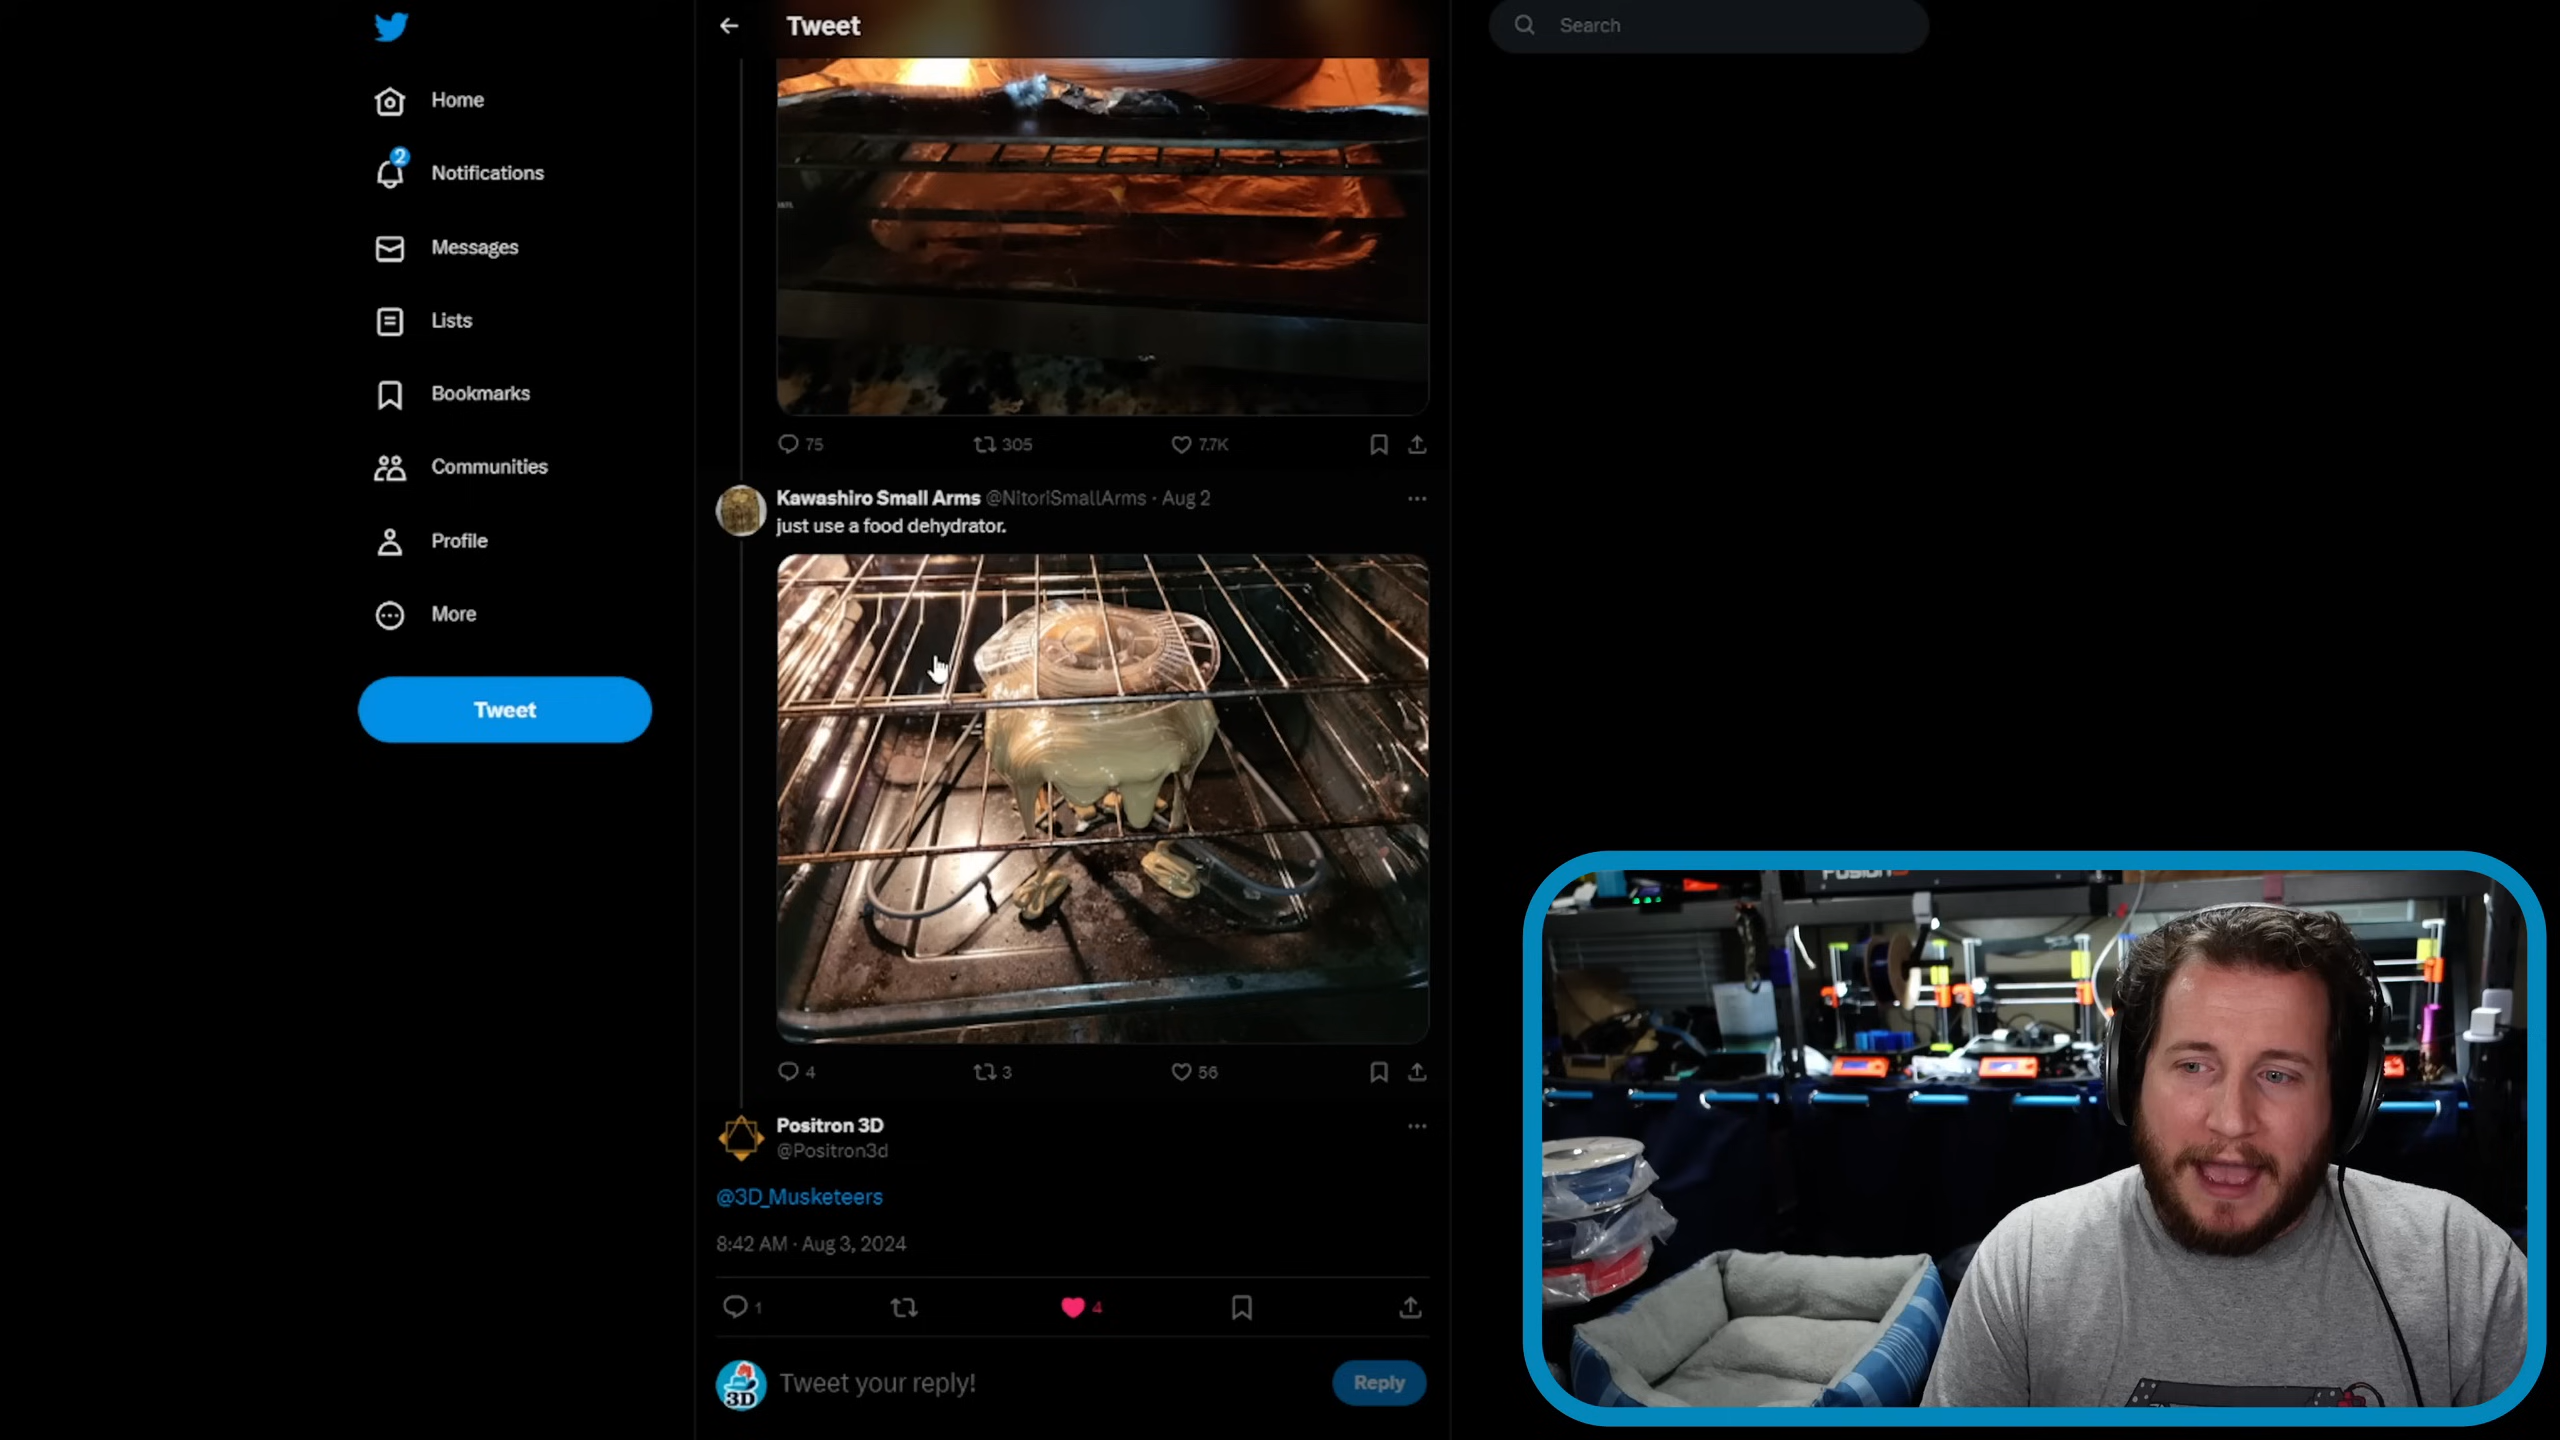 Tweet
Search
Home
2
Notifications
Messages
Lists
Bookmarks
Communities
Profile
More
Tweet
75
305
7.7K
Kawashiro Small Arms @NitoriSmallArms · Aug 2
just use a food dehydrator.
4
3
56
Positron 3D
@Positron3d
@3D_Musketeers
8:42 AM · Aug 3, 2024
1
4
3D
Tweet your reply!
Reply